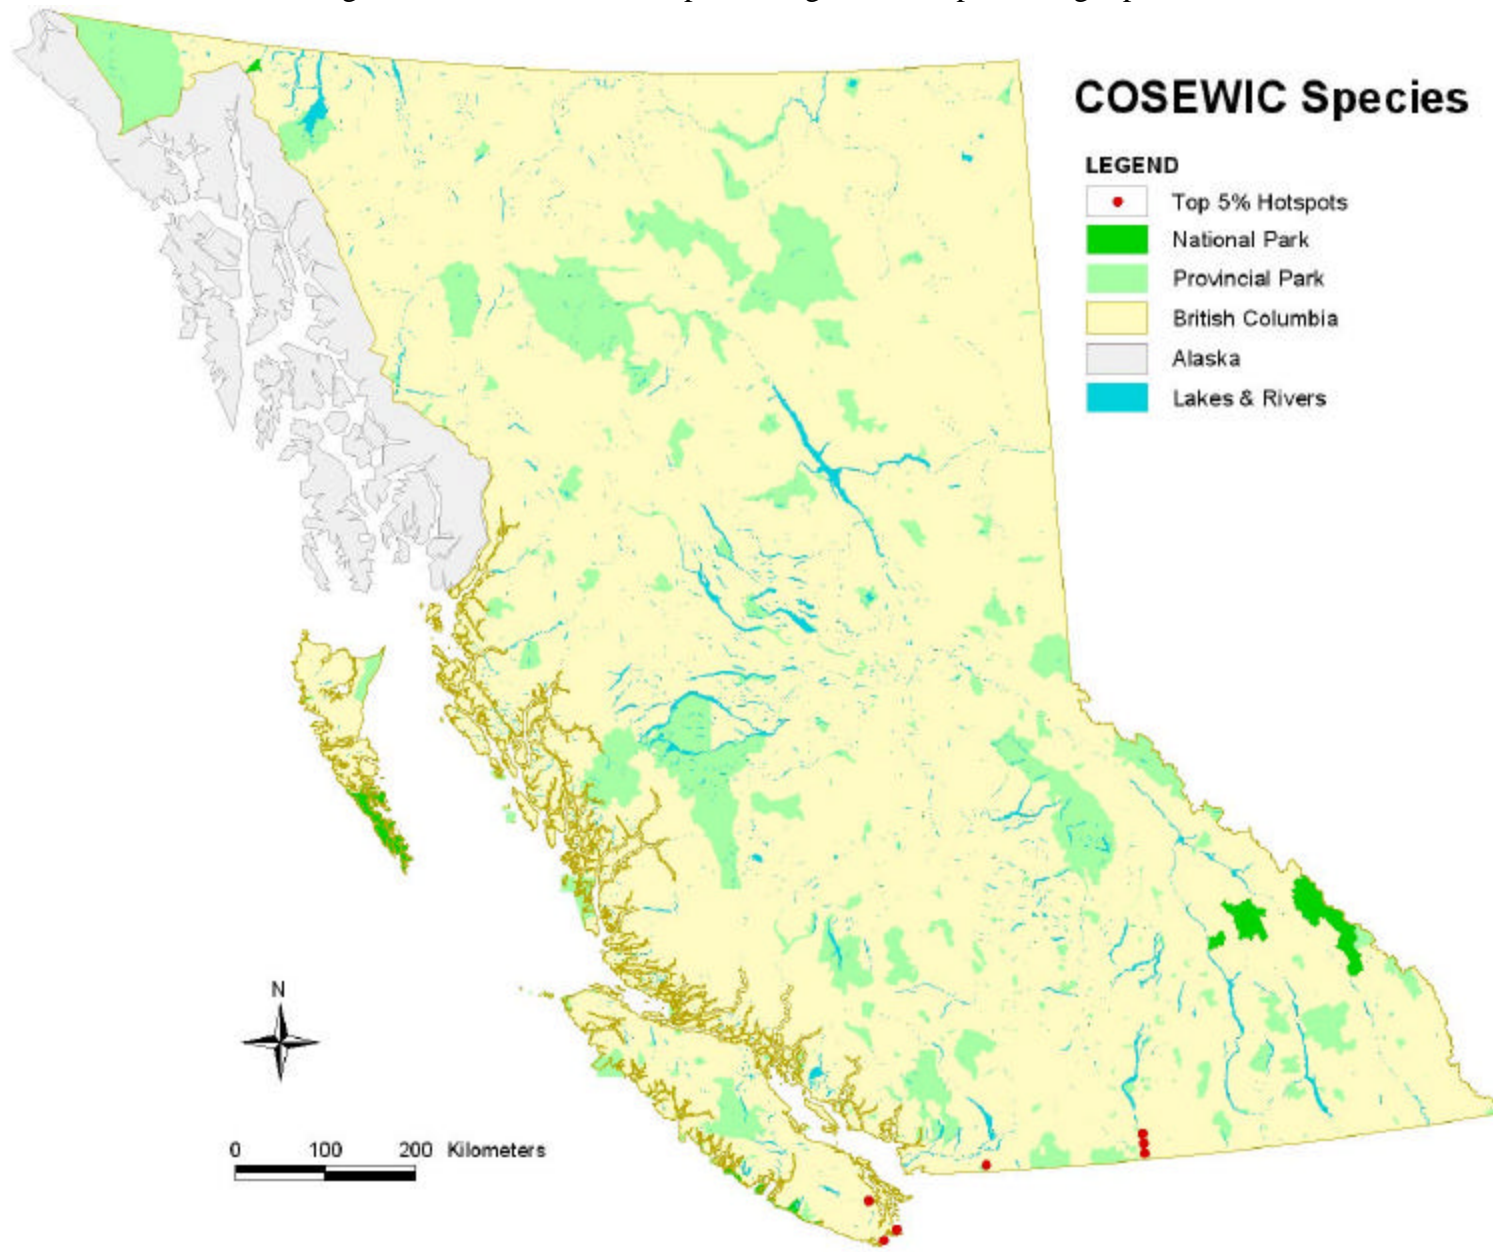 COSEWIC Species
LEGEND
Top 5% Hotspots
National Park
Provincial Park
British Columbia
Alaska
Lakes & Rivers
N
0 100 200 Kilometers